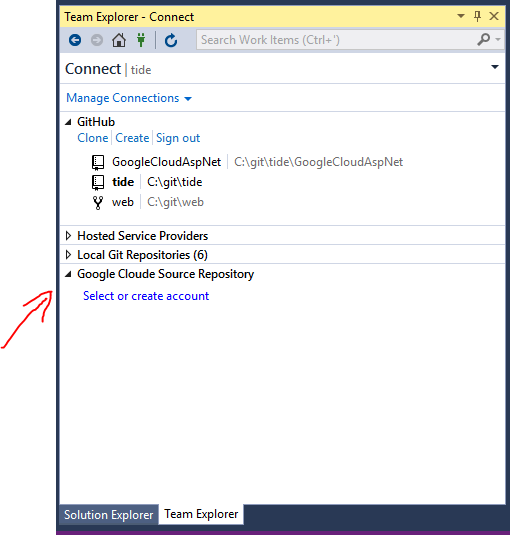 Team Explorer - Connect
Search Work Items (Ctrl+')
Connect | tide
Manage Connections
GitHub
Clone | Create | Sign out
GoogleCloudAspNet | C:\git\tide\GoogleCloudAspNet
tide | C:\git\tide
web | C:\git\web
Hosted Service Providers
Local Git Repositories (6)
Google Cloude Source Repository
Select or create account
Solution Explorer Team Explorer